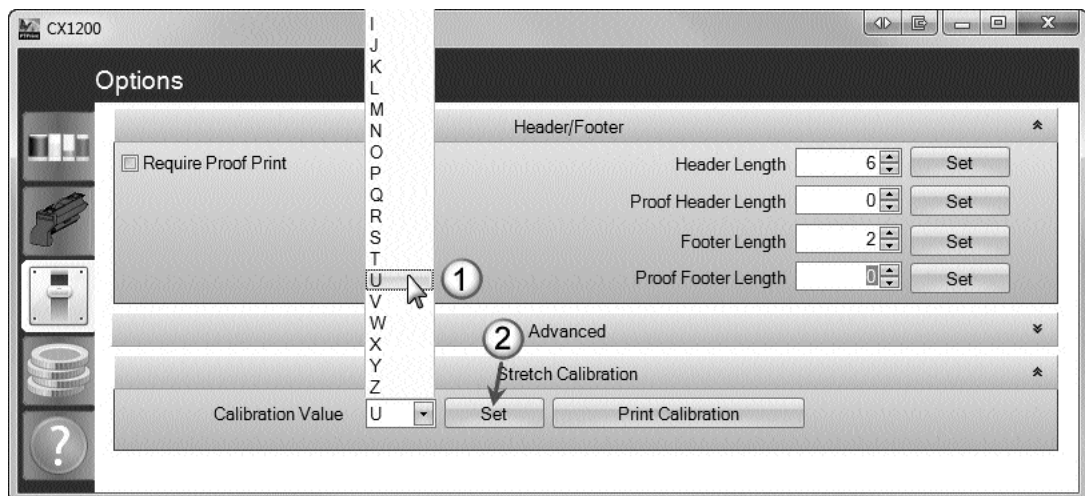 CX1200
PTPrint
Options
Header/Footer
Require Proof Print
Header Length 6 Set
Proof Header Length 0 Set
Footer Length 2 Set
Proof Footer Length 0 Set
I
J
K
L
M
N
O
P
Q
R
S
T
U
V
W
X
Y
Z
1
Advanced
2
Stretch Calibration
Calibration Value U Set Print Calibration
?